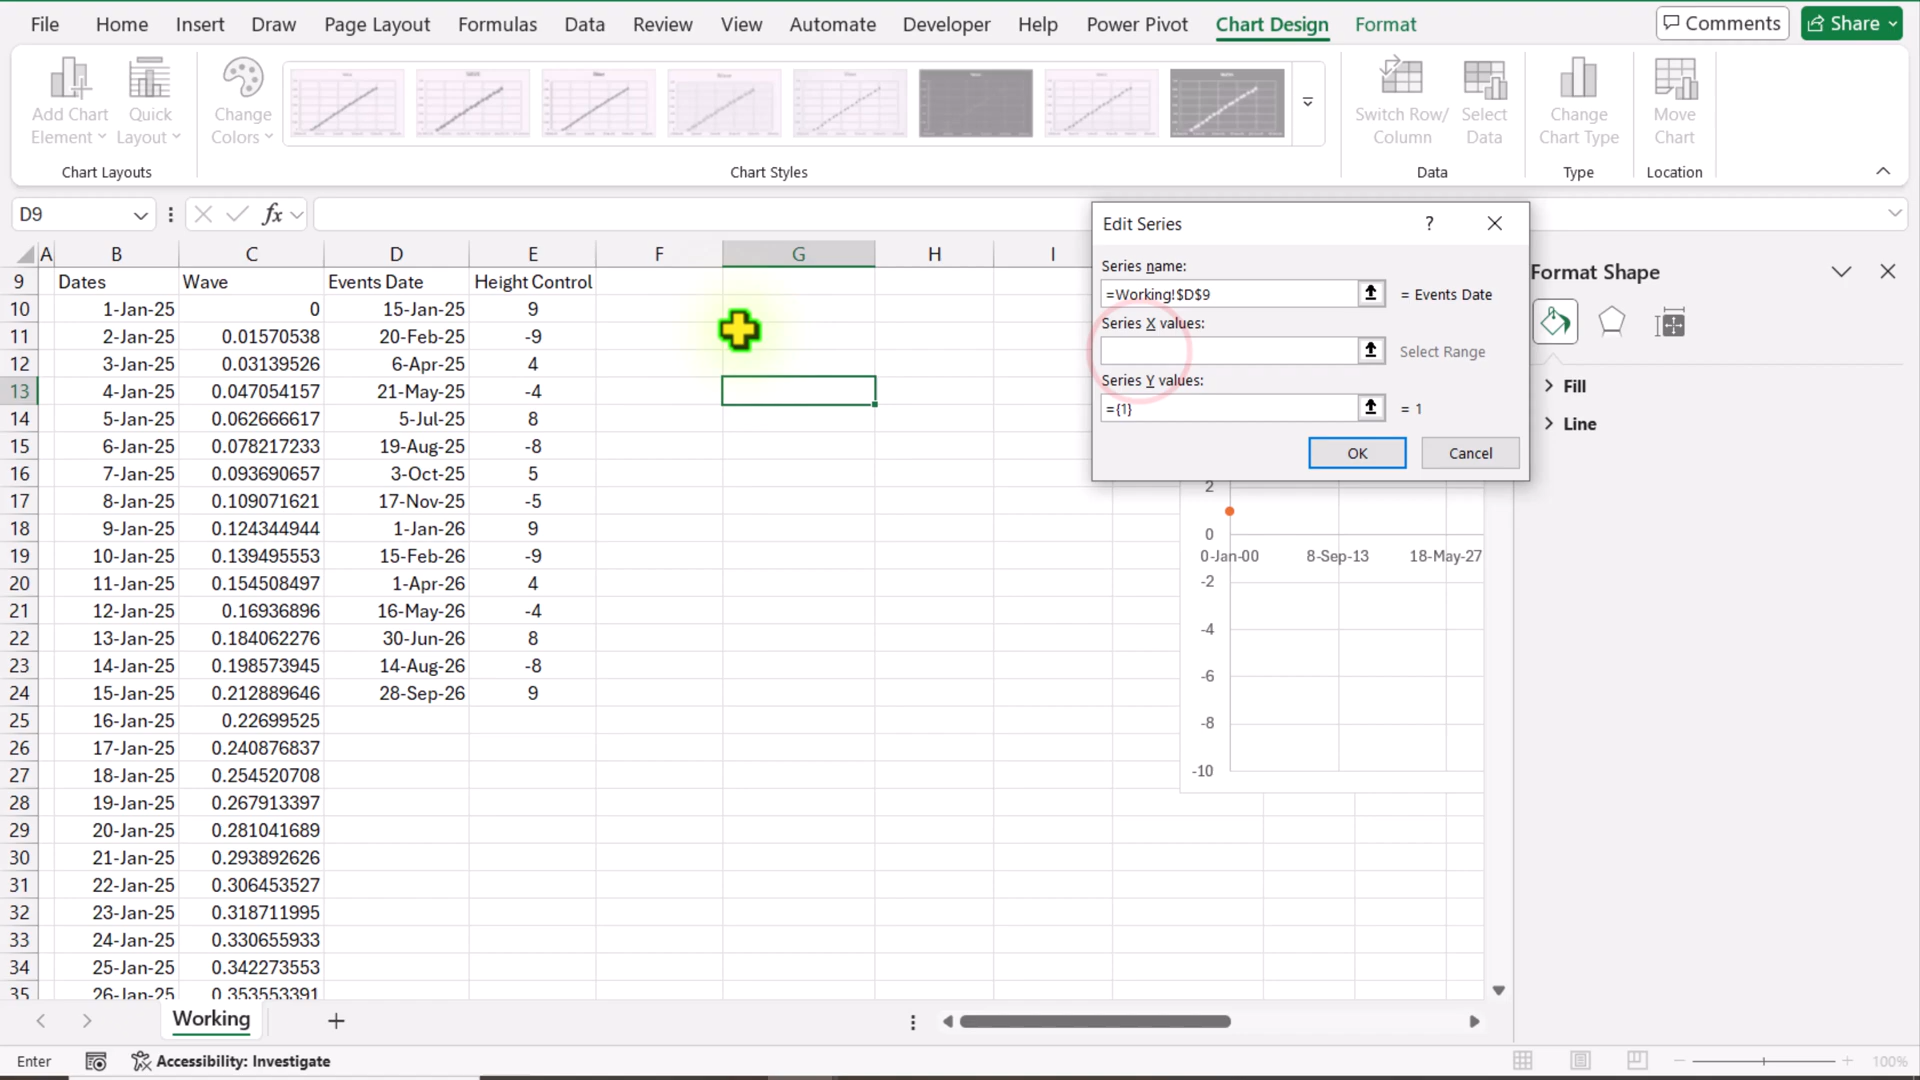 File Home Insert Draw Page Layout Formulas Data Review View Automate Developer Help Power Pivot Chart Design Format Comments Share
Add Chart Element
Quick Layout
Chart Layouts
Change Colors
Chart Styles
Switch Row/ Column
Select Data
Data
Change Chart Type
Type
Move Chart
Location
D9 fx
A B C D E F G H I
9 Dates Wave Events Date Height Control
10 1-Jan-25 0 15-Jan-25 9
11 2-Jan-25 0.01570538 20-Feb-25 -9
12 3-Jan-25 0.03139526 6-Apr-25 4
13 4-Jan-25 0.047054157 21-May-25 -4
14 5-Jan-25 0.062666617 5-Jul-25 8
15 6-Jan-25 0.078217233 19-Aug-25 -8
16 7-Jan-25 0.093690657 3-Oct-25 5
17 8-Jan-25 0.109071621 17-Nov-25 -5
18 9-Jan-25 0.124344944 1-Jan-26 9
19 10-Jan-25 0.139495553 15-Feb-26 -9
20 11-Jan-25 0.154508497 1-Apr-26 4
21 12-Jan-25 0.16936896 16-May-26 -4
22 13-Jan-25 0.184062276 30-Jun-26 8
23 14-Jan-25 0.198573945 14-Aug-26 -8
24 15-Jan-25 0.212889646 28-Sep-26 9
25 16-Jan-25 0.22699525
26 17-Jan-25 0.240876837
27 18-Jan-25 0.254520708
28 19-Jan-25 0.267913397
29 20-Jan-25 0.281041689
30 21-Jan-25 0.293892626
31 22-Jan-25 0.306453527
32 23-Jan-25 0.318711995
33 24-Jan-25 0.330655933
34 25-Jan-25 0.342273553
35 26-Jan-25 0.353553391
Edit Series ?
Series name:
=Working!$D$9 = Events Date
Series X values:
Select Range
Series Y values:
={1} = 1
OK Cancel
2
0
0-Jan-00 8-Sep-13 18-May-27
-2
-4
-6
-8
-10
Format Shape
Fill
Line
Working
Enter Accessibility: Investigate 100%